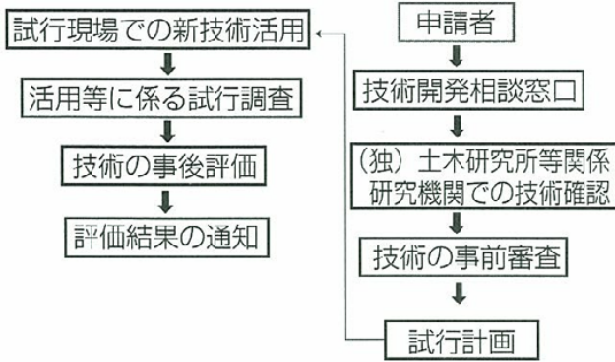 試行現場での新技術活用
活用等に係る試行調査
技術の事後評価
評価結果の通知
申請者
技術開発相談窓口
（独）土木研究所等関係
研究機関での技術確認
技術の事前審査
試行計画